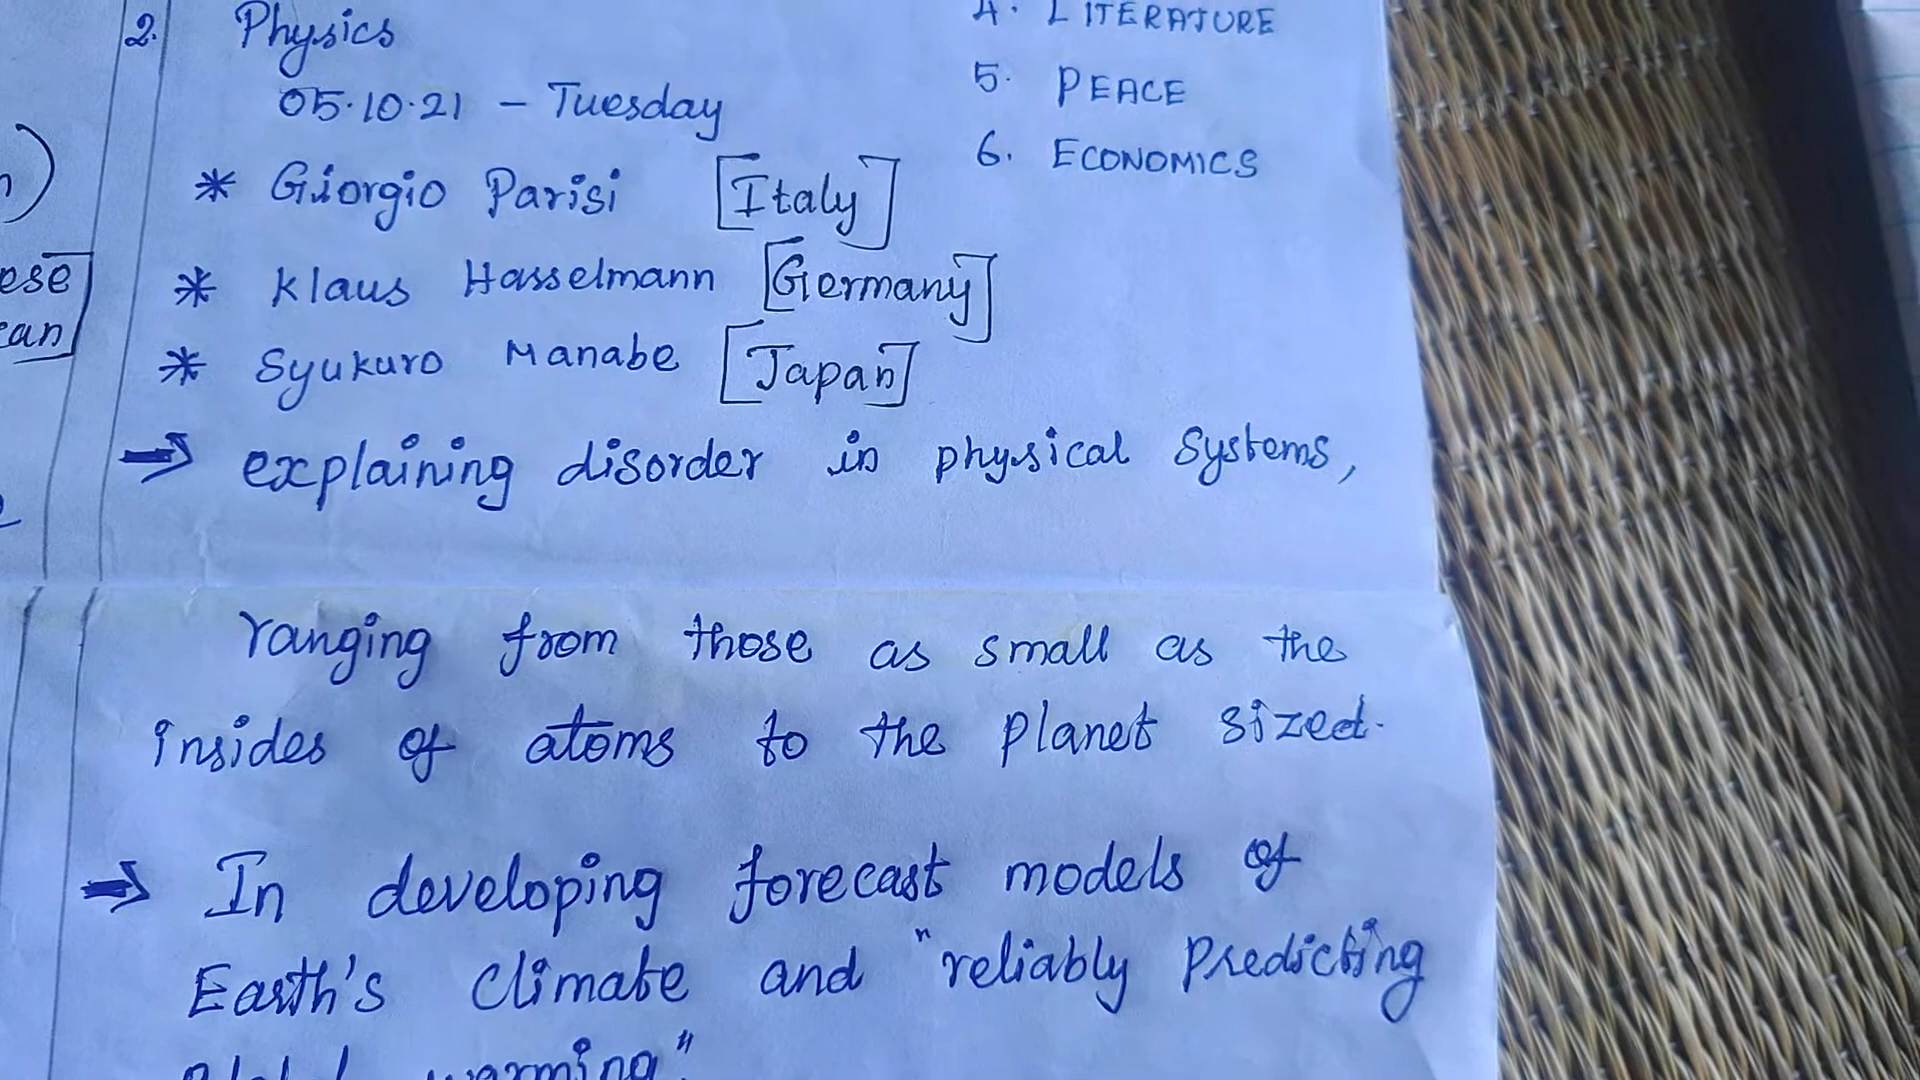 2. Physics
05.10.21 - Tuesday
* Giorgio Parisi [Italy]
* Klaus Hasselmann [Germany]
* Syukuro Manabe [Japan]
→ explaining disorder in physical systems,
ranging from those as small as the
insides of atoms to the planet sized.
→ In developing forecast models of
Earth's Climate and "reliably predicting
warming"
4. LITERATURE
5. PEACE
6. ECONOMICS